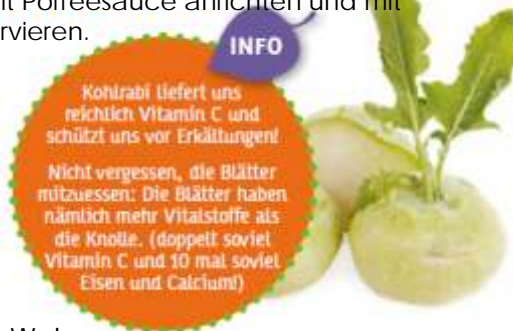 mit Porreesauce anrichten und mit
rvieren.
INFO
Kohlrabi liefert uns
reichlich Vitamin C und
schützt uns vor Erkältungen!
Nicht vergessen, die Blätter
mitzuessen: Die Blätter haben
nämlich mehr Vitalstoffe als
die Knolle. (doppelt soviel
Vitamin C und 10 mal soviel
Eisen und Calcium!)